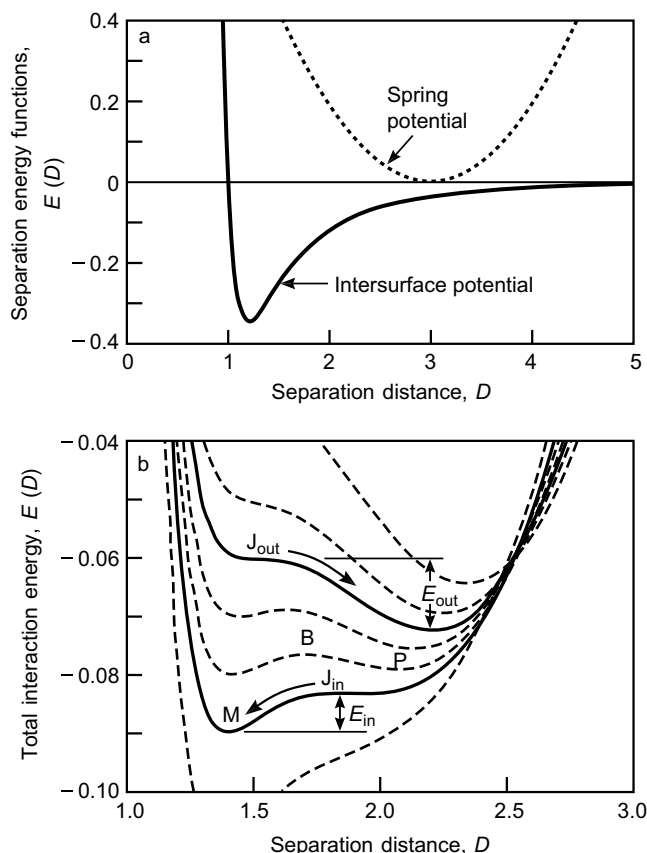 a
Separation energy functions,
E (D)
0.4
0.2
0
−0.2
−0.4
Spring
potential
Intersurface potential
0
1
2
3
4
5
Separation distance, D
b
Total interaction energy, E (D)
−0.04
−0.06
−0.08
−0.10
J_out
E_out
B
P
J_in
M
E_in
1.0
1.5
2.0
2.5
3.0
Separation distance, D